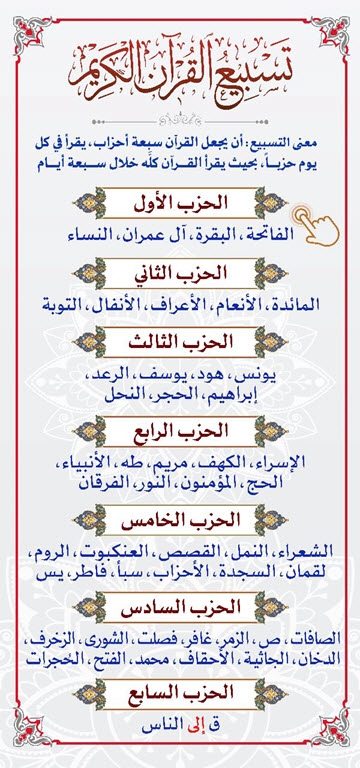 تسبيع القرآن الكريم
معنى التسبيع: أن يجعل القرآن سبعة أحزاب، يقرأ في كل
يوم حزباً، بحيث يقرأ القرآن كله خلال سبعة أيام
الحزب الأول
الفاتحة، البقرة، آل عمران، النساء
الحزب الثاني
المائدة، الأنعام، الأعراف، الأنفال، التوبة
الحزب الثالث
يونس، هود، يوسف، الرعد،
إبراهيم، الحجر، النحل
الحزب الرابع
الإسراء، الكهف، مريم، طه، الأنبياء،
الحج، المؤمنون، النور، الفرقان
الحزب الخامس
الشعراء، النمل، القصص، العنكبوت، الروم،
لقمان، السجدة، الأحزاب، سبأ، فاطر، يس
الحزب السادس
الصافات، ص، الزمر، غافر، فصلت، الشورى، الزخرف،
الدخان، الجاثية، الأحقاف، محمد، الفتح، الحجرات
الحزب السابع
ق إلى الناس